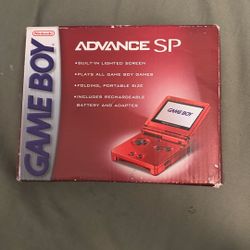 Nintendo
GAME BOY
ADVANCE SP
• BUILT-IN LIGHTED SCREEN
• PLAYS ALL GAME BOY GAMES
• FOLDING, PORTABLE SIZE
• INCLUDES RECHARGEABLE
BATTERY AND ADAPTER
GAME BOY